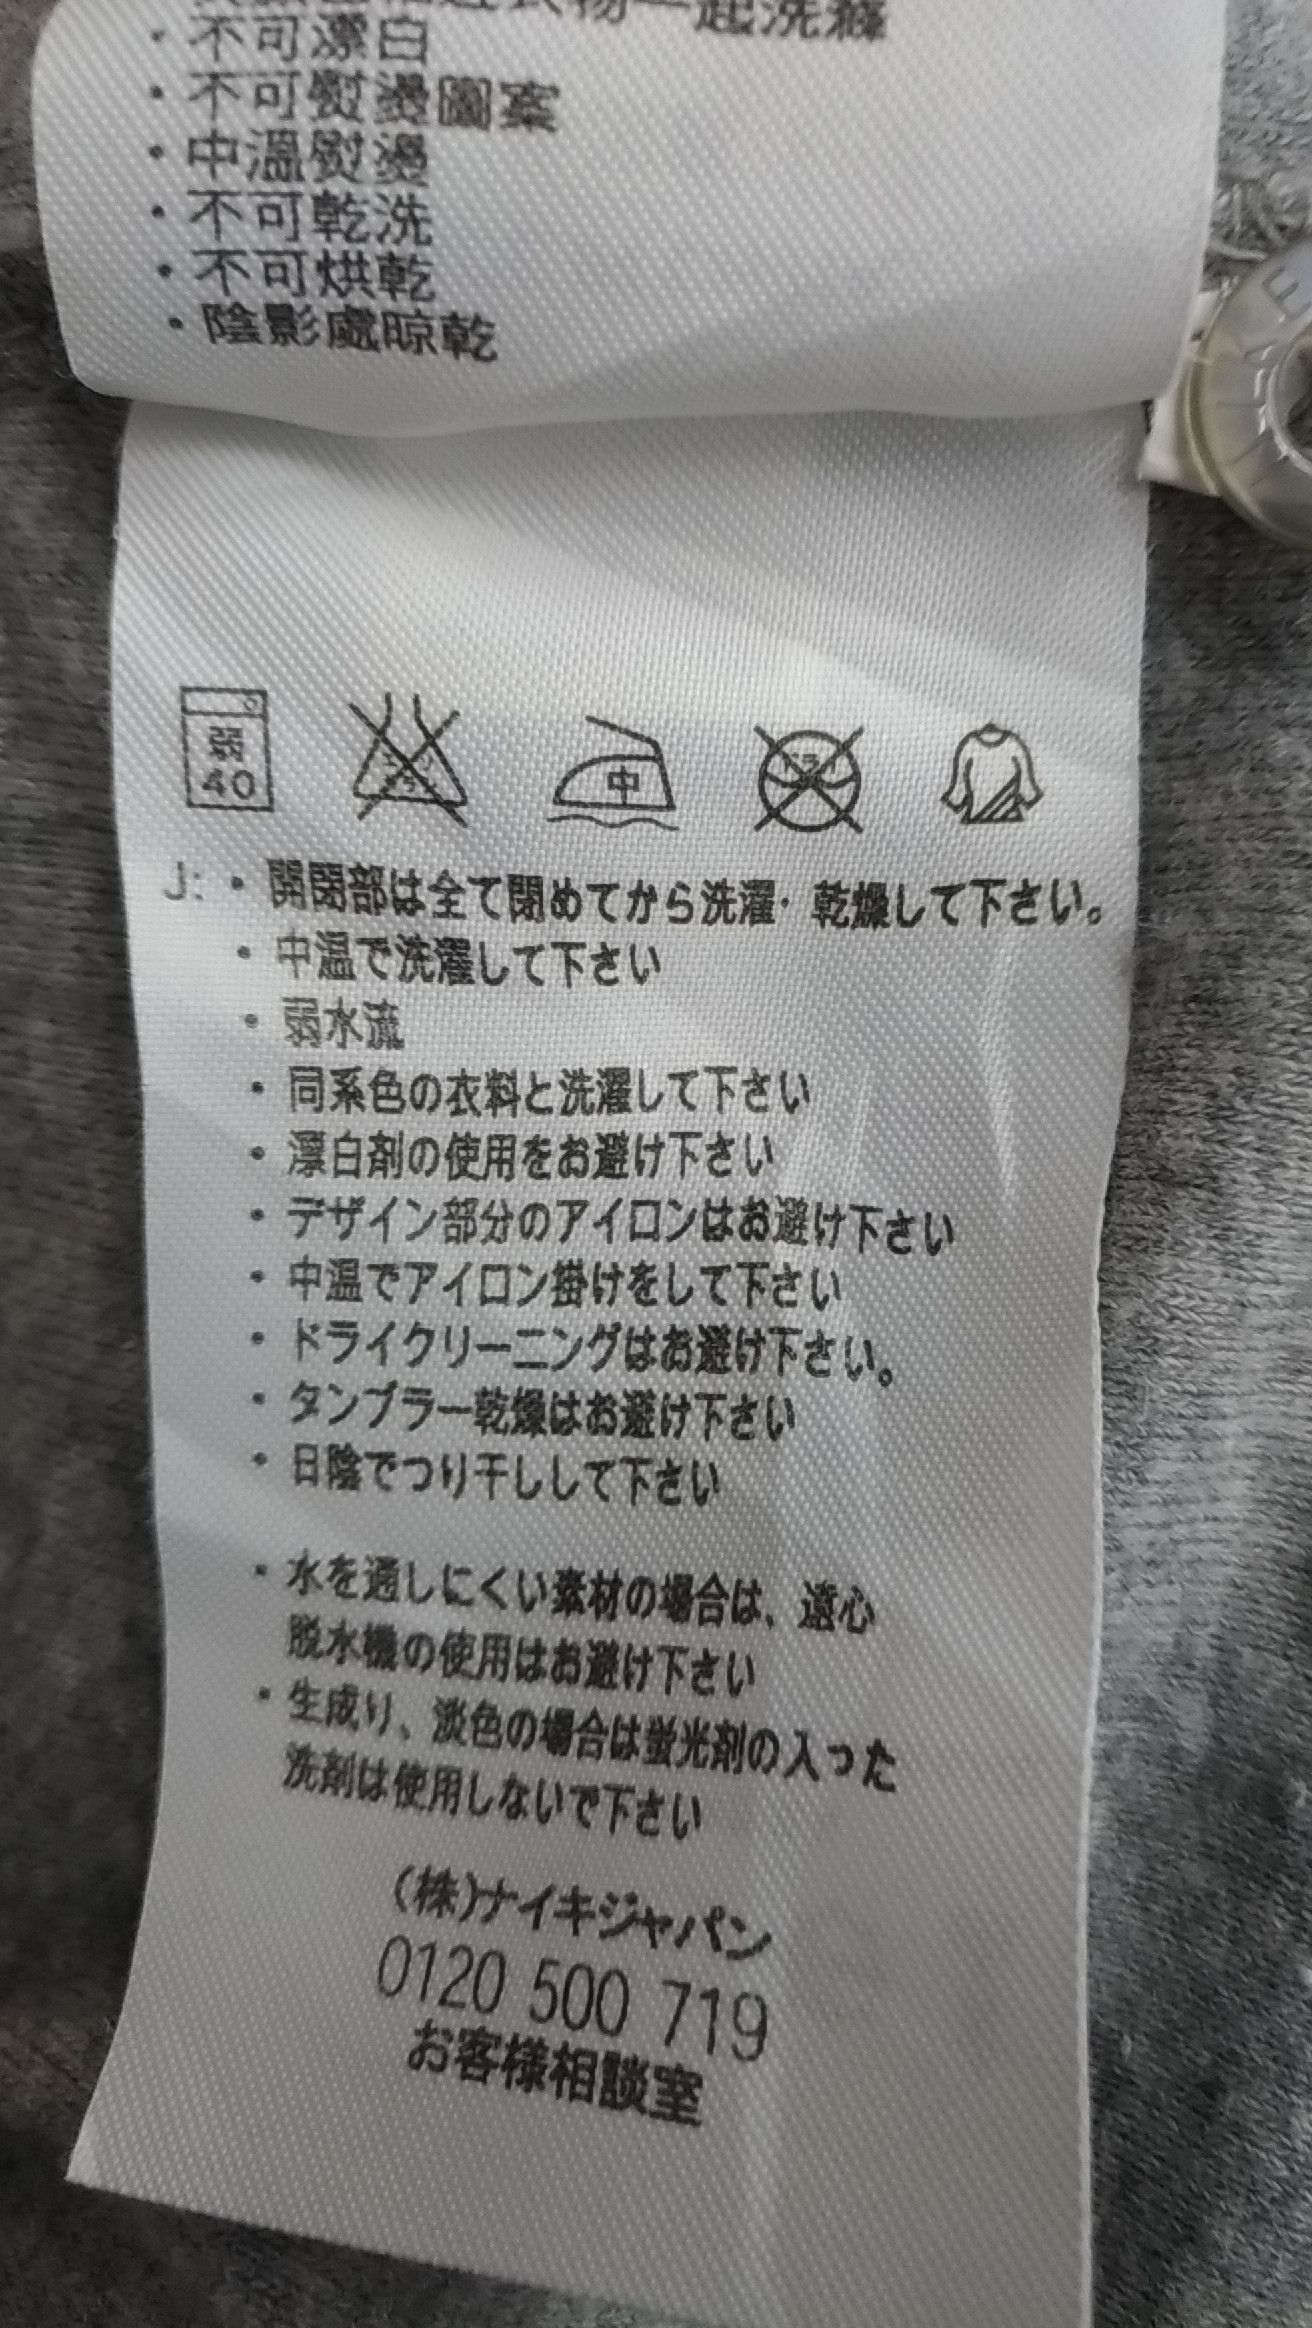 一起洗滌
・不可漂白
・不可熨燙圖案
・中溫熨燙
・不可乾洗
・不可烘乾
・陰影處晾乾
弱
40
中
J:・開閉部は全て閉めてから洗濯・乾燥して下さい。
・中温で洗濯して下さい
・弱水流
・同系色の衣料と洗濯して下さい
・漂白剤の使用をお避け下さい
・デザイン部分のアイロンはお避け下さい
・中温でアイロン掛けをして下さい
・ドライクリーニングはお避け下さい。
・タンブラー乾燥はお避け下さい
・日陰でつり干しして下さい
・水を通しにくい素材の場合は、遠心
脱水機の使用はお避け下さい
・生成り、淡色の場合は蛍光剤の入った
洗剤は使用しないで下さい
(株)ナイキジャパン
0120 500 719
お客様相談室